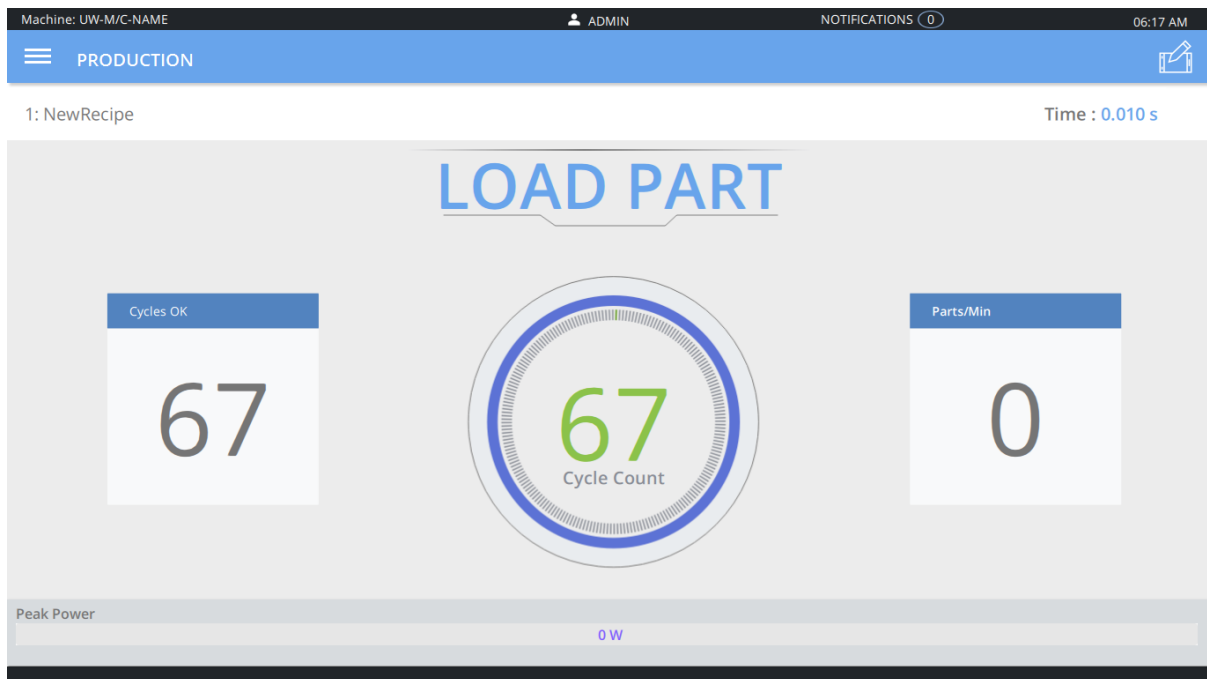 Machine: UW-M/C-NAME ADMIN NOTIFICATIONS 0 06:17 AM
PRODUCTION
1: NewRecipe Time : 0.010 s
LOAD PART
Cycles OK
67
67
Cycle Count
Parts/Min
0
Peak Power
0 W